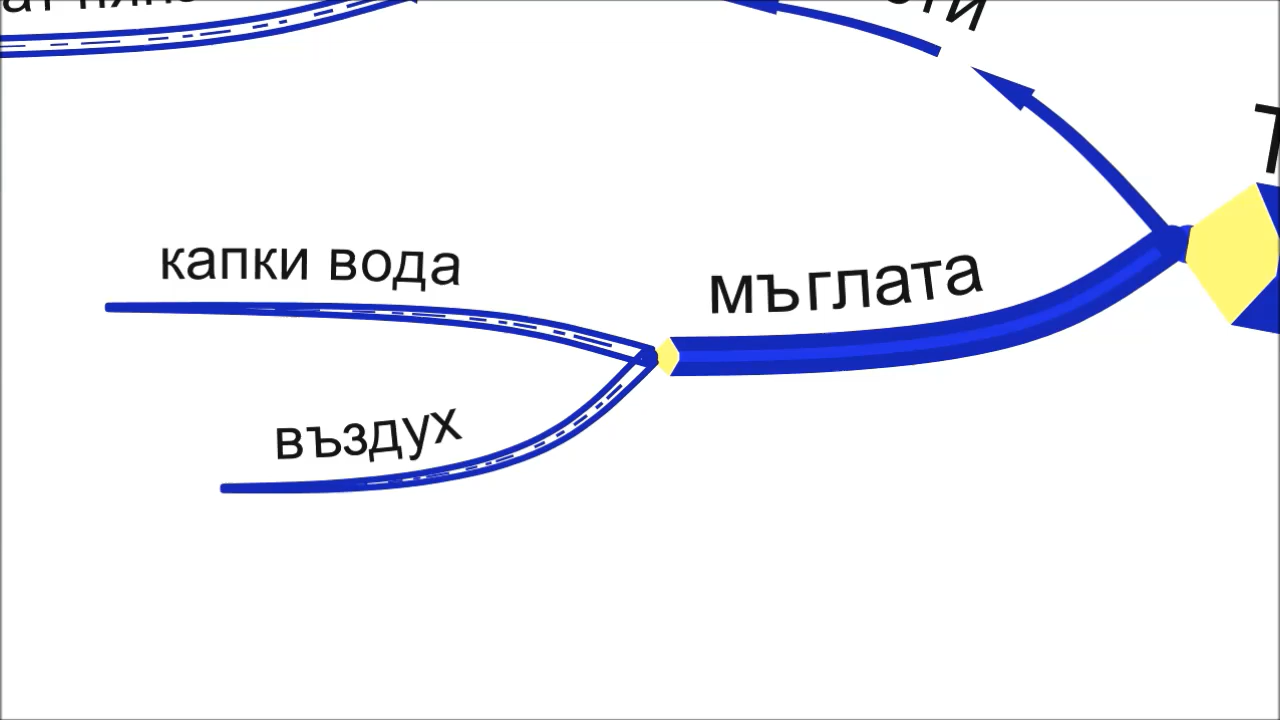 капки вода
мъглата
въздух